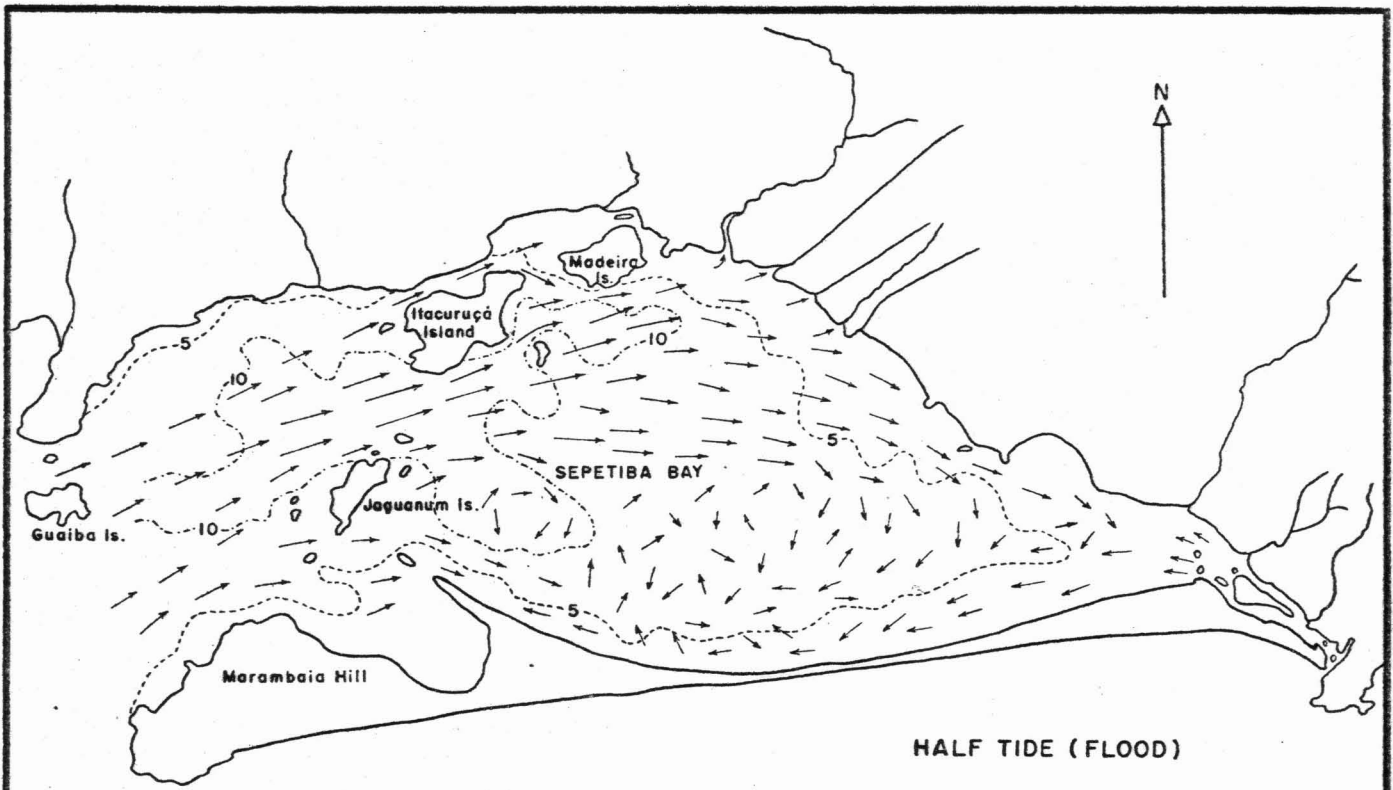 N
Madeira
Is.
Itacuruçá
Island
5
10
10
5
SEPETIBA BAY
Jaguanum Is.
Guaiba Is.
10
5
Marambaia Hill
HALF TIDE (FLOOD)